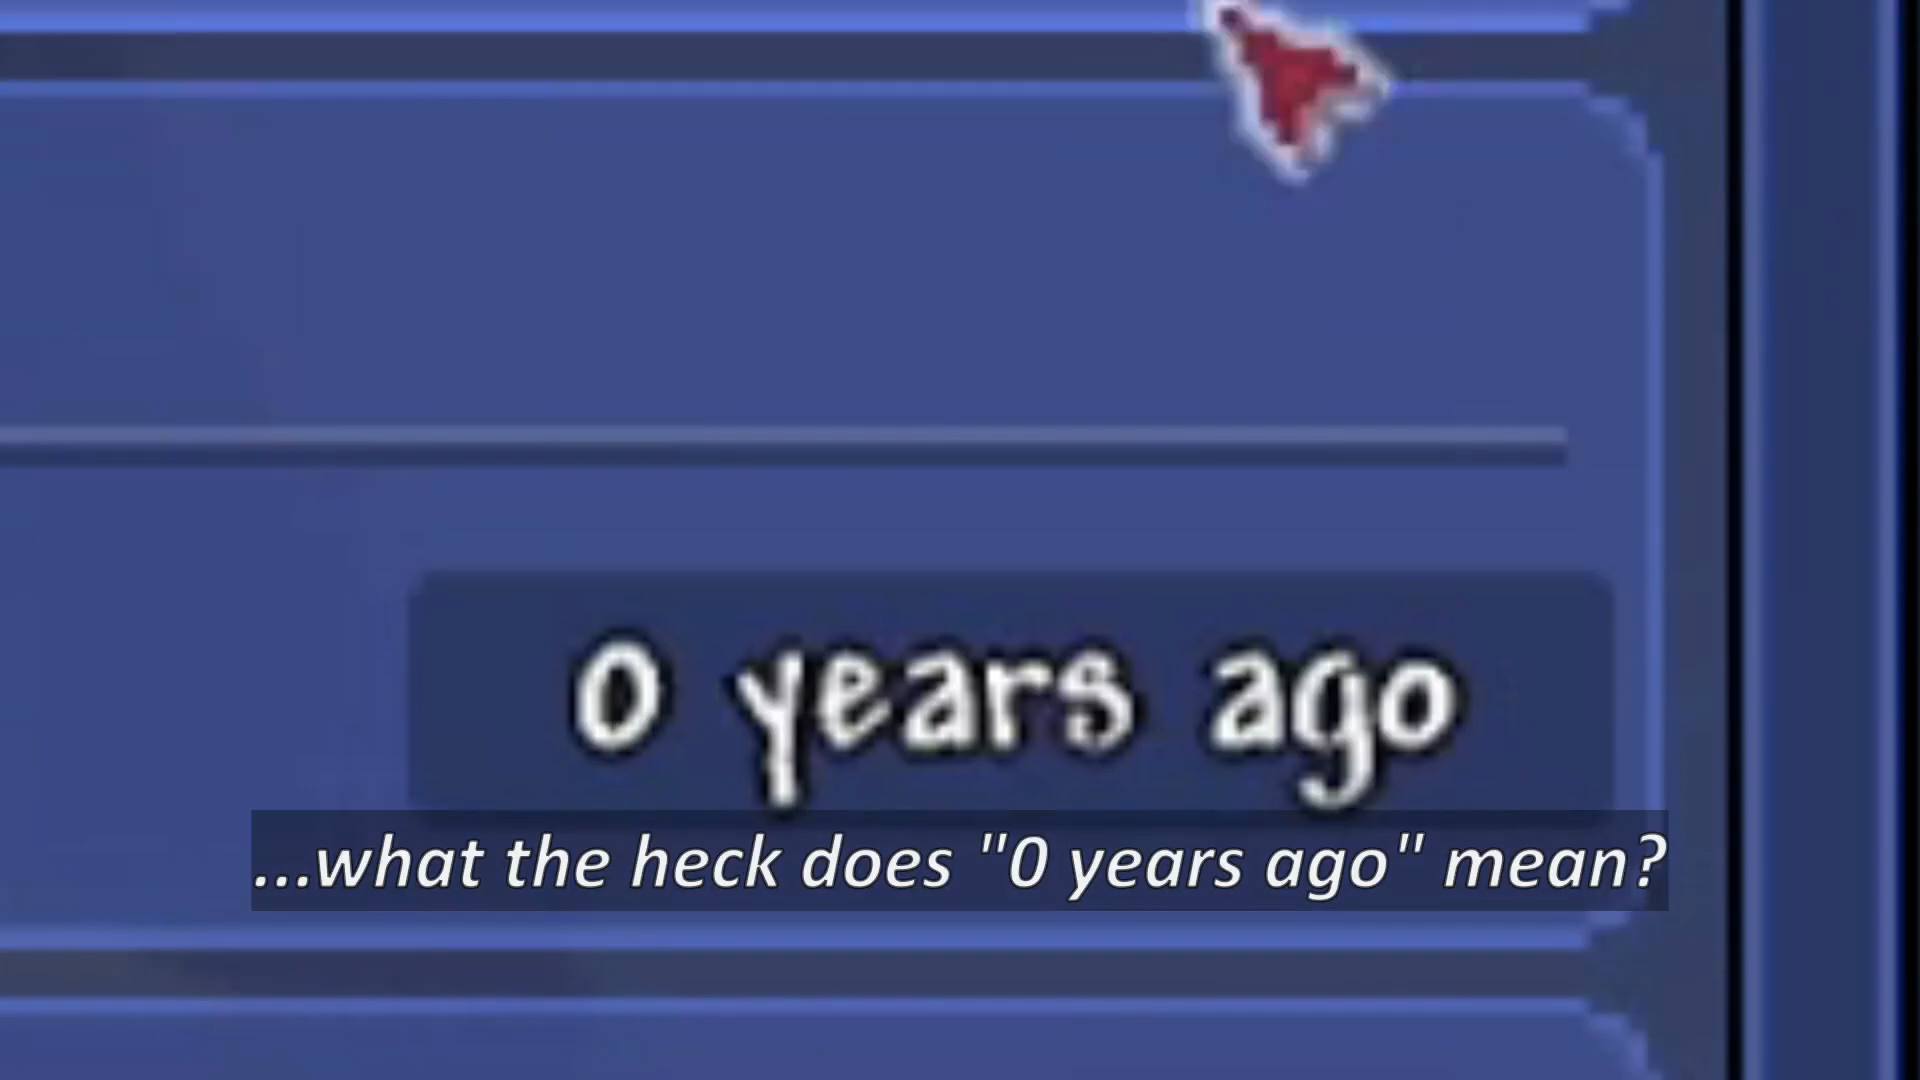 0 years ago
...what the heck does "0 years ago" mean?